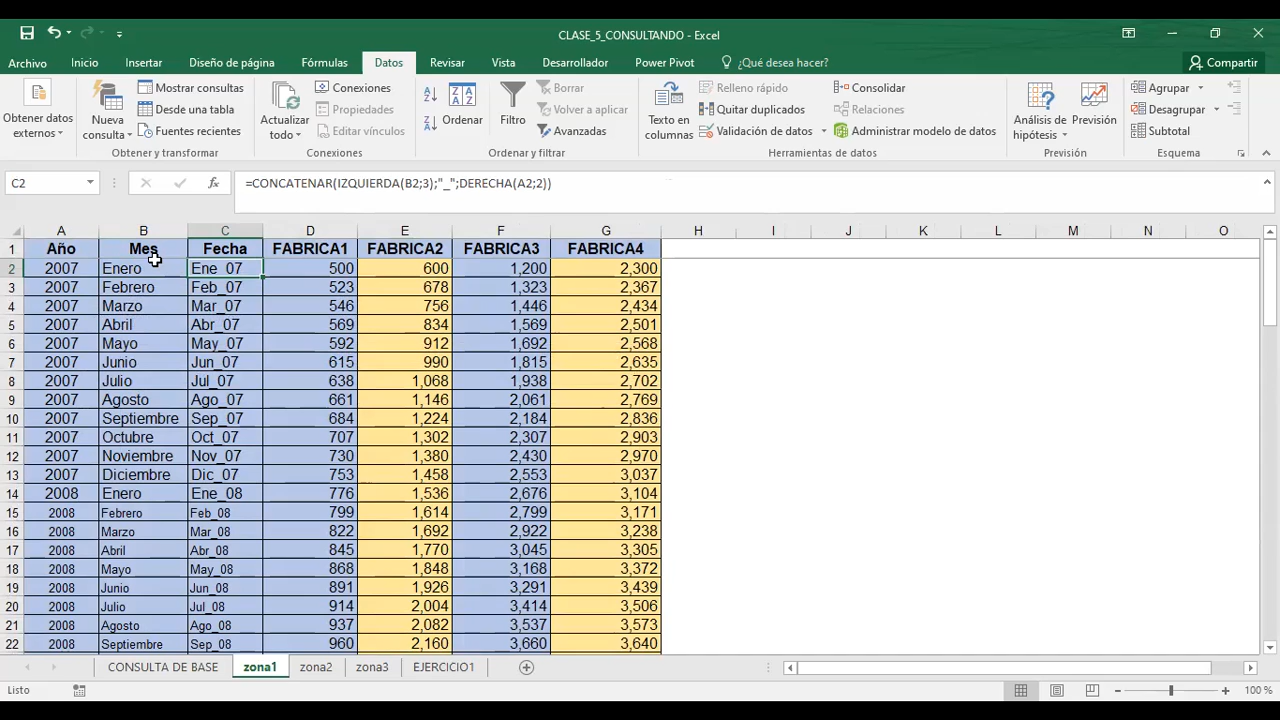 CLASE_5_CONSULTANDO - Excel
Archivo Inicio Insertar Diseño de página Fórmulas Datos Revisar Vista Desarrollador Power Pivot ¿Qué desea hacer? Compartir
Obtener datos externos
Nueva consulta
Mostrar consultas
Desde una tabla
Fuentes recientes
Obtener y transformar
Actualizar todo
Conexiones
Propiedades
Editar vínculos
Conexiones
Ordenar
Filtro
Borrar
Volver a aplicar
Avanzadas
Ordenar y filtrar
Texto en columnas
Relleno rápido
Quitar duplicados
Validación de datos
Consolidar
Relaciones
Administrar modelo de datos
Herramientas de datos
Análisis de hipótesis
Previsión
Previsión
Agrupar
Desagrupar
Subtotal
Esquema
C2 fx =CONCATENAR(IZQUIERDA(B2;3);"_";DERECHA(A2;2))
A B C D E F G H I J K L M N O
1 Año Mes Fecha FABRICA1 FABRICA2 FABRICA3 FABRICA4
2 2007 Enero Ene_07 500 600 1,200 2,300
3 2007 Febrero Feb_07 523 678 1,323 2,367
4 2007 Marzo Mar_07 546 756 1,446 2,434
5 2007 Abril Abr_07 569 834 1,569 2,501
6 2007 Mayo May_07 592 912 1,692 2,568
7 2007 Junio Jun_07 615 990 1,815 2,635
8 2007 Julio Jul_07 638 1,068 1,938 2,702
9 2007 Agosto Ago_07 661 1,146 2,061 2,769
10 2007 Septiembre Sep_07 684 1,224 2,184 2,836
11 2007 Octubre Oct_07 707 1,302 2,307 2,903
12 2007 Noviembre Nov_07 730 1,380 2,430 2,970
13 2007 Diciembre Dic_07 753 1,458 2,553 3,037
14 2008 Enero Ene_08 776 1,536 2,676 3,104
15 2008 Febrero Feb_08 799 1,614 2,799 3,171
16 2008 Marzo Mar_08 822 1,692 2,922 3,238
17 2008 Abril Abr_08 845 1,770 3,045 3,305
18 2008 Mayo May_08 868 1,848 3,168 3,372
19 2008 Junio Jun_08 891 1,926 3,291 3,439
20 2008 Julio Jul_08 914 2,004 3,414 3,506
21 2008 Agosto Ago_08 937 2,082 3,537 3,573
22 2008 Septiembre Sep_08 960 2,160 3,660 3,640
CONSULTA DE BASE zona1 zona2 zona3 EJERCICIO1
Listo 100 %